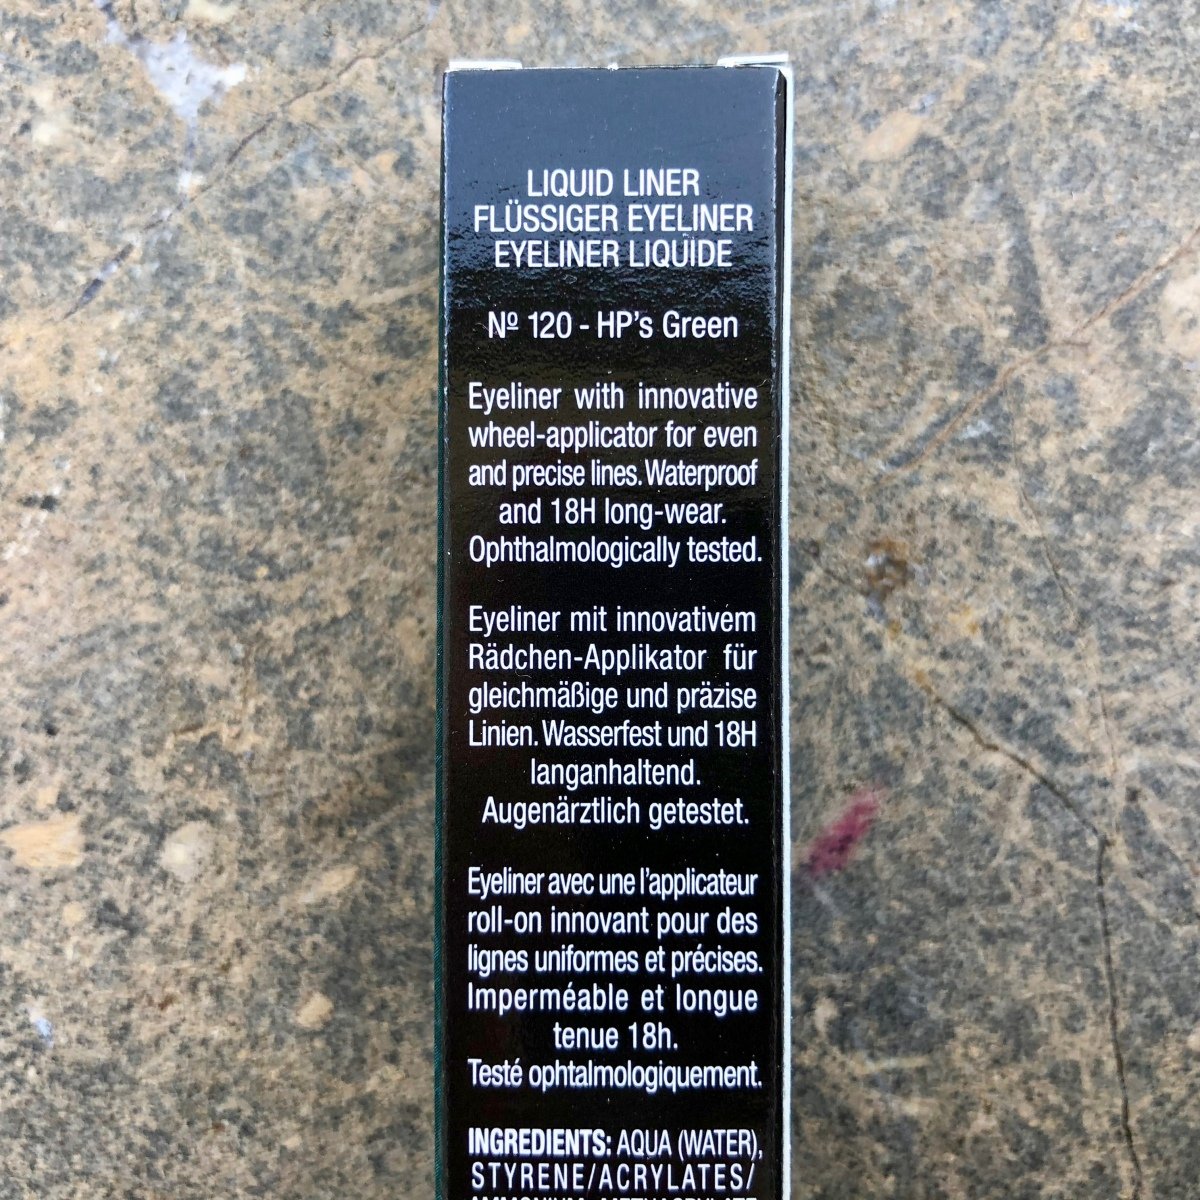 LIQUID LINER
FLÜSSIGER EYELINER
EYELINER LIQUIDE
Nº 120 - HP's Green
Eyeliner with innovative
wheel-applicator for even
and precise lines. Waterproof
and 18H long-wear.
Ophthalmologically tested.
Eyeliner mit innovativem
Rädchen-Applikator für
gleichmäßige und präzise
Linien. Wasserfest und 18H
langanhaltend.
Augenärztlich getestet.
Eyeliner avec une l'applicateur
roll-on innovant pour des
lignes uniformes et précises.
Imperméable et longue
tenue 18h.
Testé ophtalmologiquement.
INGREDIENTS: AQUA (WATER),
STYRENE/ACRYLATES/